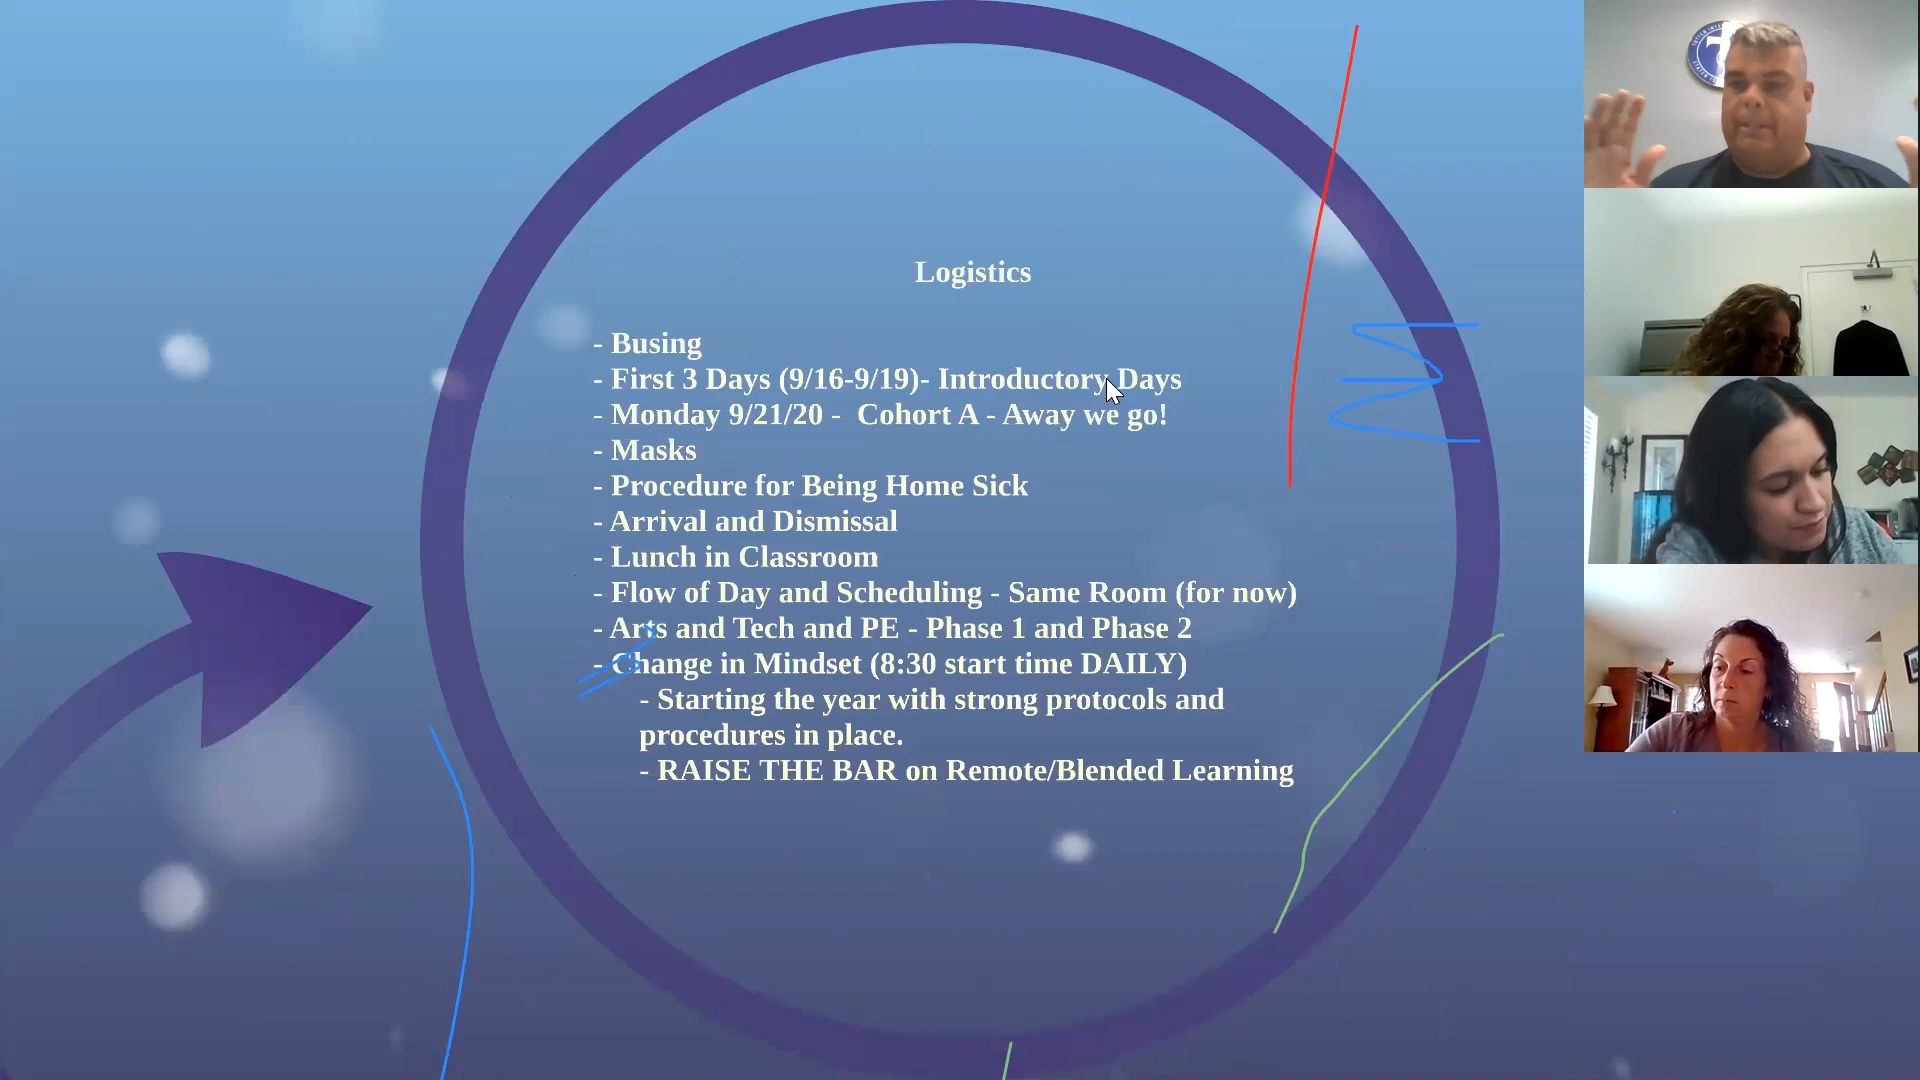 Logistics
- Busing
- First 3 Days (9/16-9/19)- Introductory Days
- Monday 9/21/20 -  Cohort A - Away we go!
- Masks
- Procedure for Being Home Sick
- Arrival and Dismissal
- Lunch in Classroom
- Flow of Day and Scheduling - Same Room (for now)
- Arts and Tech and PE - Phase 1 and Phase 2
- Change in Mindset (8:30 start time DAILY)
- Starting the year with strong protocols and
procedures in place.
- RAISE THE BAR on Remote/Blended Learning